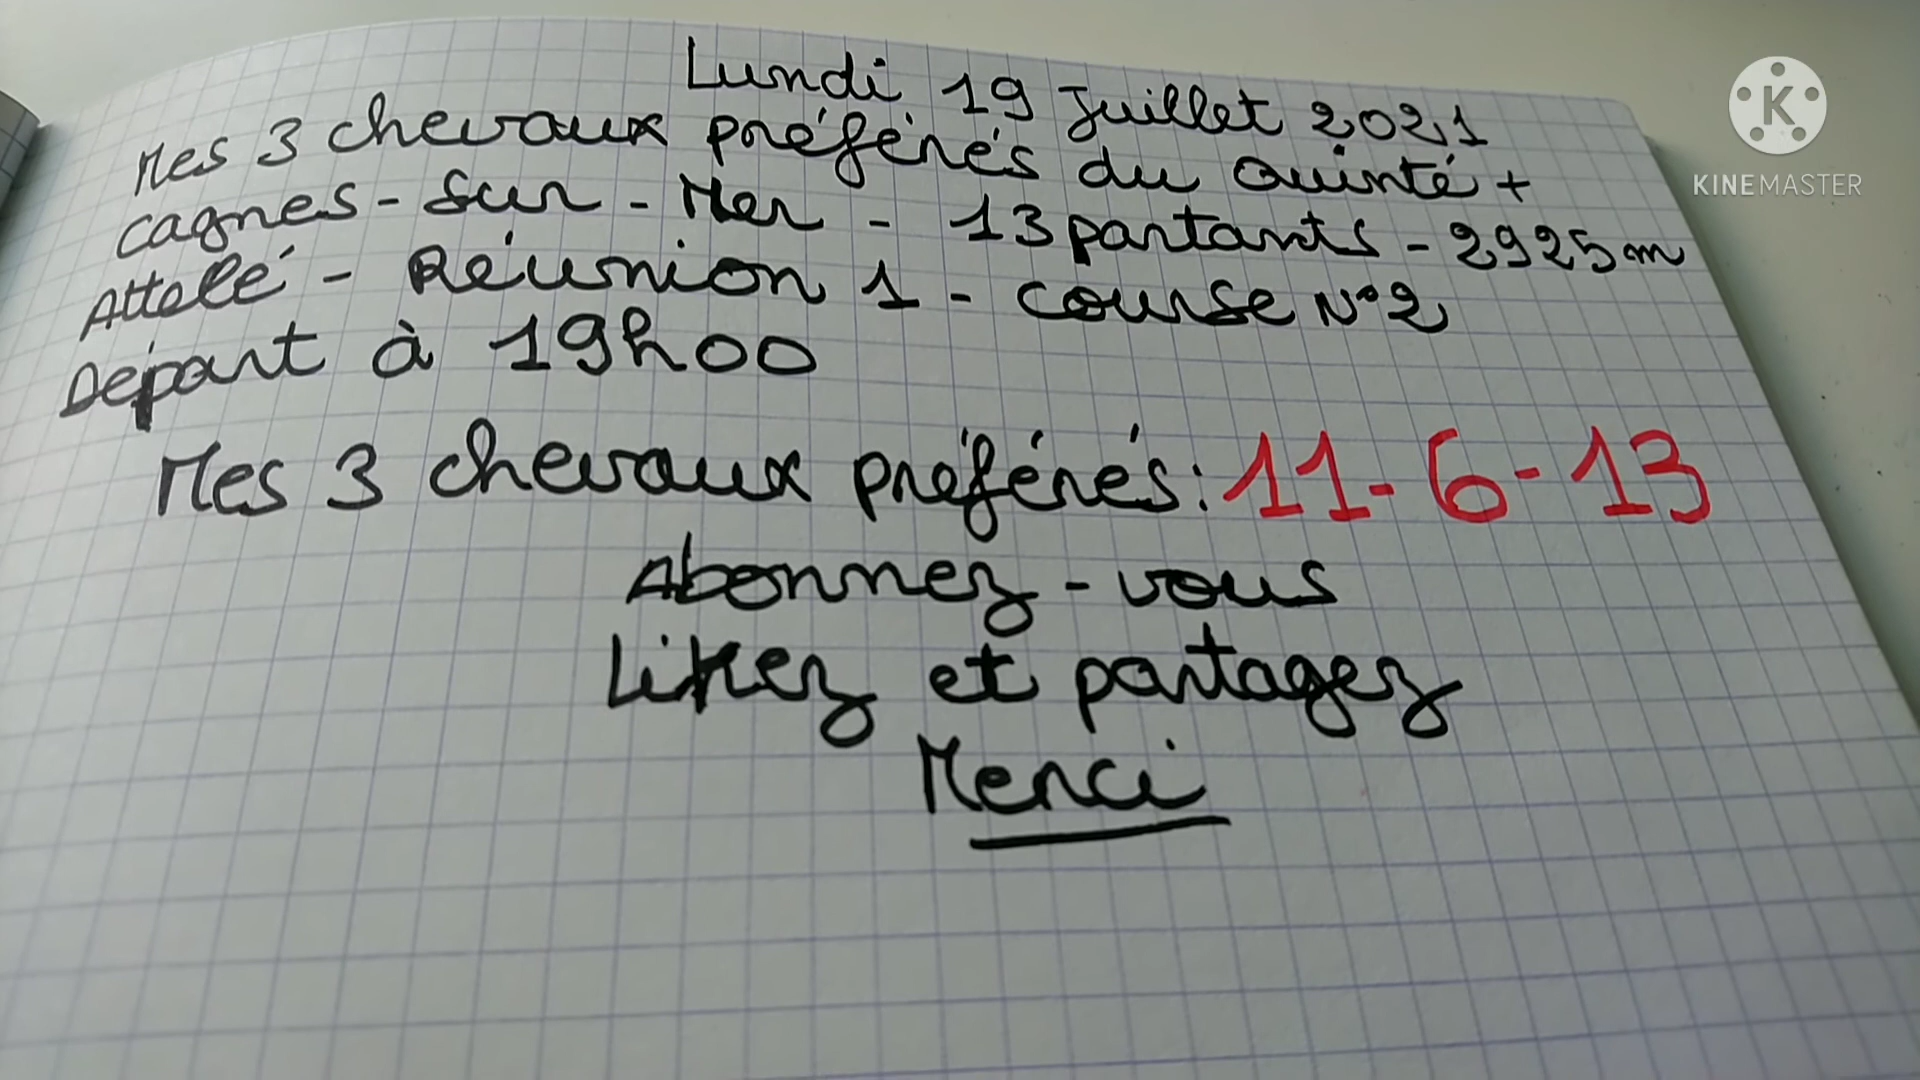 Lundi 19 Juillet 2021
Mes 3 chevaux préférés du Quinté +
Cagnes-sur-Mer - 13 partants - 2925m
Attelé - Réunion 1 - course N°2
Départ à 19h00
Mes 3 chevaux préférés: 11-6-13
Abonnez-vous
Likez et partagez
Merci
K
KINEMASTER